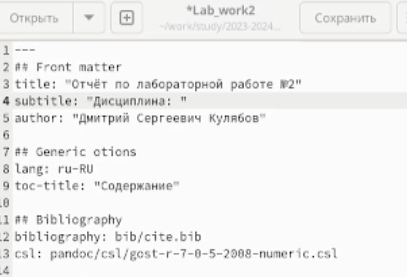 Открыть
*Lab_work2
~/work/study/2023-2024...
Сохранить
1 ---
2 ## Front matter
3 title: "Отчёт по лабораторной работе №2"
4 subtitle: "Дисциплина: "
5 author: "Дмитрий Сергеевич Кулябов"
6
7 ## Generic otions
8 lang: ru-RU
9 toc-title: "Содержание"
10
11 ## Bibliography
12 bibliography: bib/cite.bib
13 csl: pandoc/csl/gost-r-7-0-5-2008-numeric.csl
14